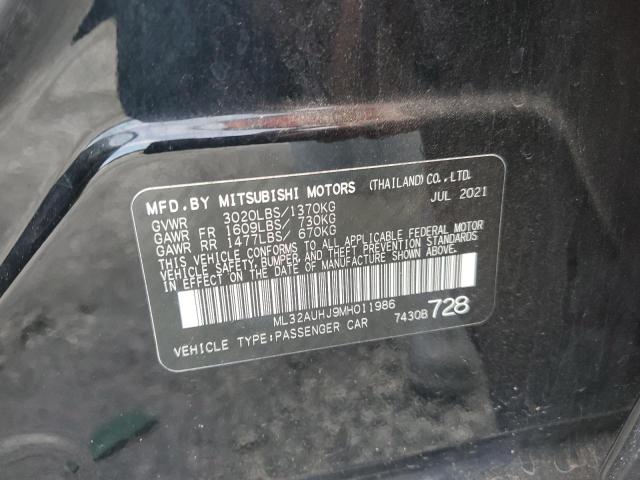 MFD.BY MITSUBISHI MOTORS (THAILAND)CO.,LTD.
JUL 2021
GVWR 3020LBS/1370KG
GAWR FR 1609LBS/ 730KG
GAWR RR 1477LBS/ 670KG
THIS VEHICLE CONFORMS TO ALL APPLICABLE FEDERAL MOTOR
VEHICLE SAFETY, BUMPER, AND THEFT PREVENTION STANDARDS
IN EFFECT ON THE DATE OF MANUFACTURE SHOWN ABOVE.
ML32AUHJ9MH011986
VEHICLE TYPE:PASSENGER CAR 7430B 728